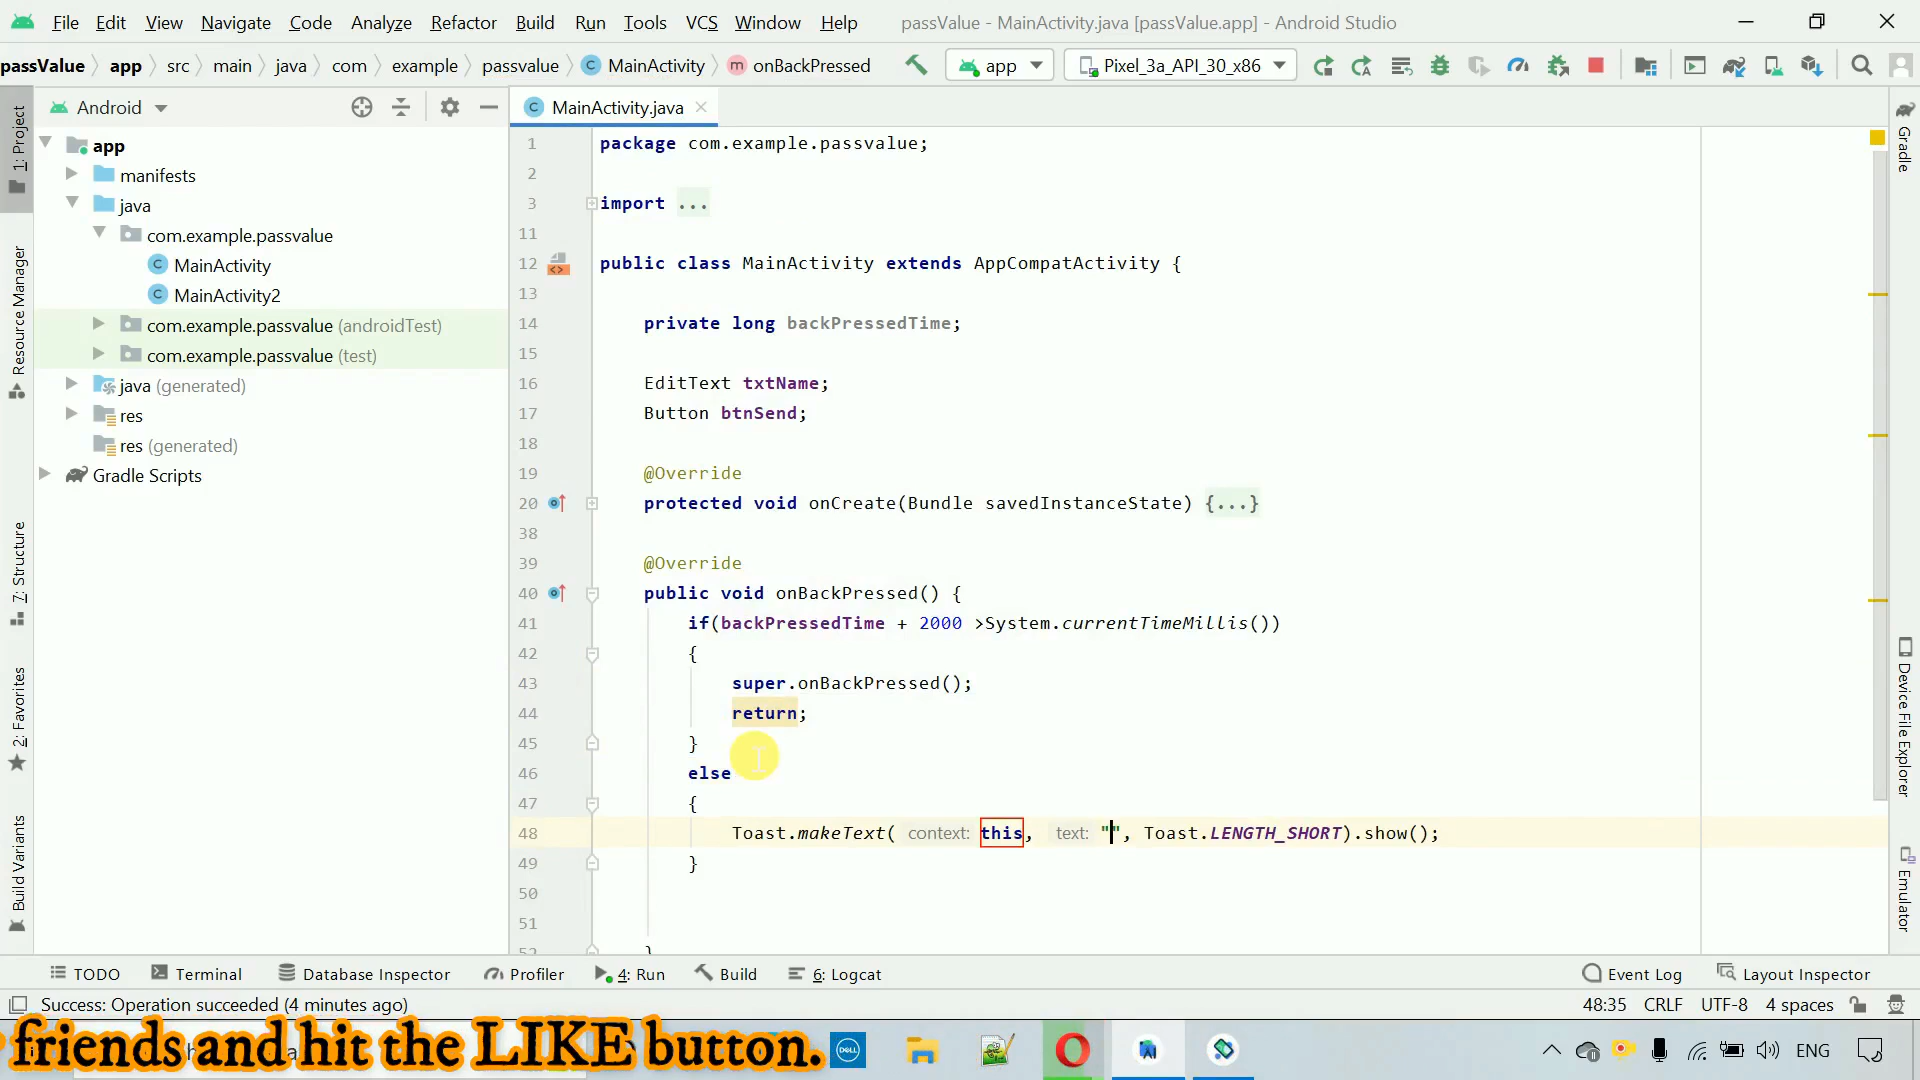 File Edit View Navigate Code Analyze Refactor Build Run Tools VCS Window Help passValue - MainActivity.java [passValue.app] - Android Studio
passValue app src main java com example passvalue MainActivity onBackPressed app Pixel_3a_API_30_x86
Android
MainActivity.java
1: Project
Resource Manager
7: Structure
2: Favorites
Build Variants
app
manifests
java
com.example.passvalue
MainActivity
MainActivity2
com.example.passvalue (androidTest)
com.example.passvalue (test)
java (generated)
res
res (generated)
Gradle Scripts
1 package com.example.passvalue;
2
3 import ...
11
12 public class MainActivity extends AppCompatActivity {
13
14 private long backPressedTime;
15
16 EditText txtName;
17 Button btnSend;
18
19 @Override
20 protected void onCreate(Bundle savedInstanceState) {...}
38
39 @Override
40 public void onBackPressed() {
41 if(backPressedTime + 2000 >System.currentTimeMillis())
42 {
43 super.onBackPressed();
44 return;
45 }
46 else
47 {
48 Toast.makeText( context: this, text: "", Toast.LENGTH_SHORT).show();
49 }
50
51
52 }
Gradle
Device File Explorer
Emulator
TODO Terminal Database Inspector Profiler 4: Run Build 6: Logcat Event Log Layout Inspector
Success: Operation succeeded (4 minutes ago) 48:35 CRLF UTF-8 4 spaces
friends and hit the LIKE button.
DELL
ENG